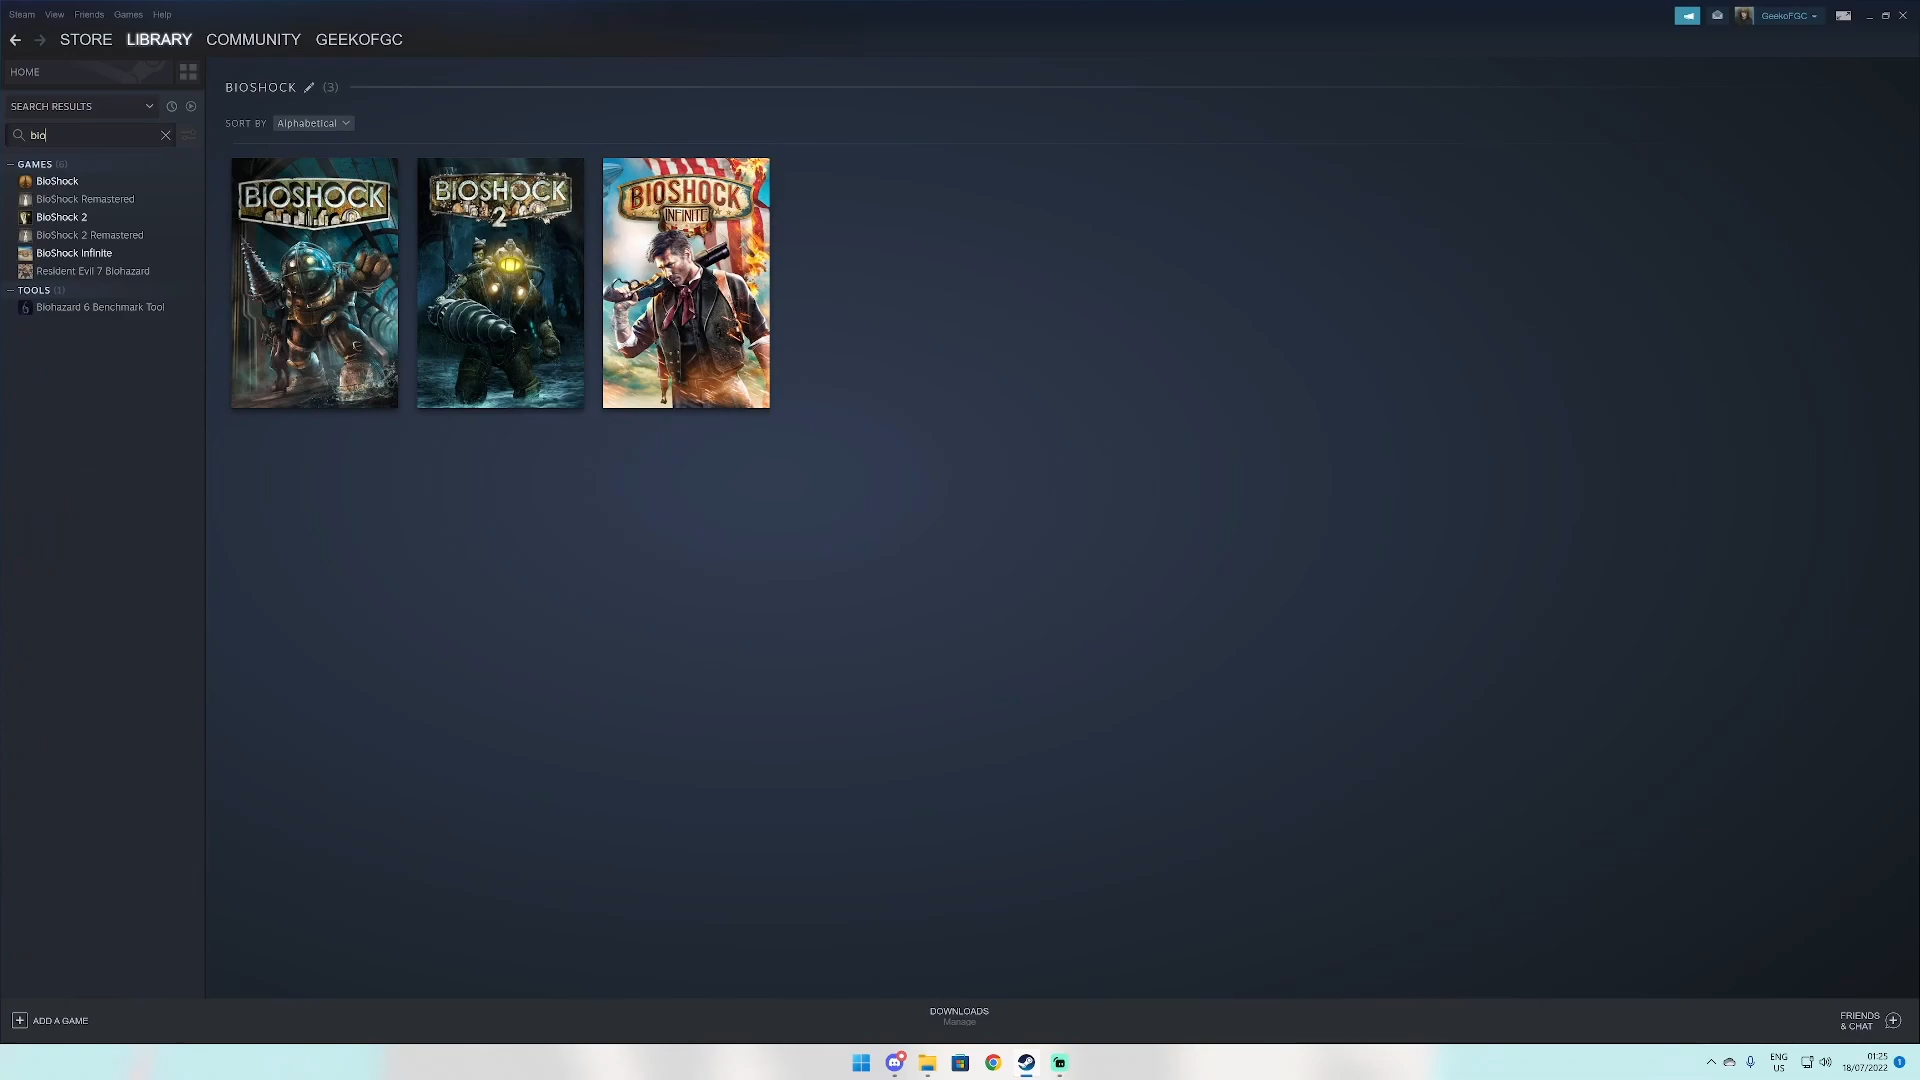 Steam View Friends Games Help
GeekoFGC
STORE LIBRARY COMMUNITY GEEKOFGC
HOME
SEARCH RESULTS
bio
GAMES (6)
BioShock
BioShock Remastered
BioShock 2
BioShock 2 Remastered
BioShock Infinite
Resident Evil 7 Biohazard
TOOLS (1)
Biohazard 6 Benchmark Tool
BIOSHOCK (3)
SORT BY Alphabetical
BIOSHOCK
BIOSHOCK
2
BIOSHOCK
INFINITE
ADD A GAME
DOWNLOADS
Manage
FRIENDS
& CHAT
ENG
US
01:25
18/07/2022
1